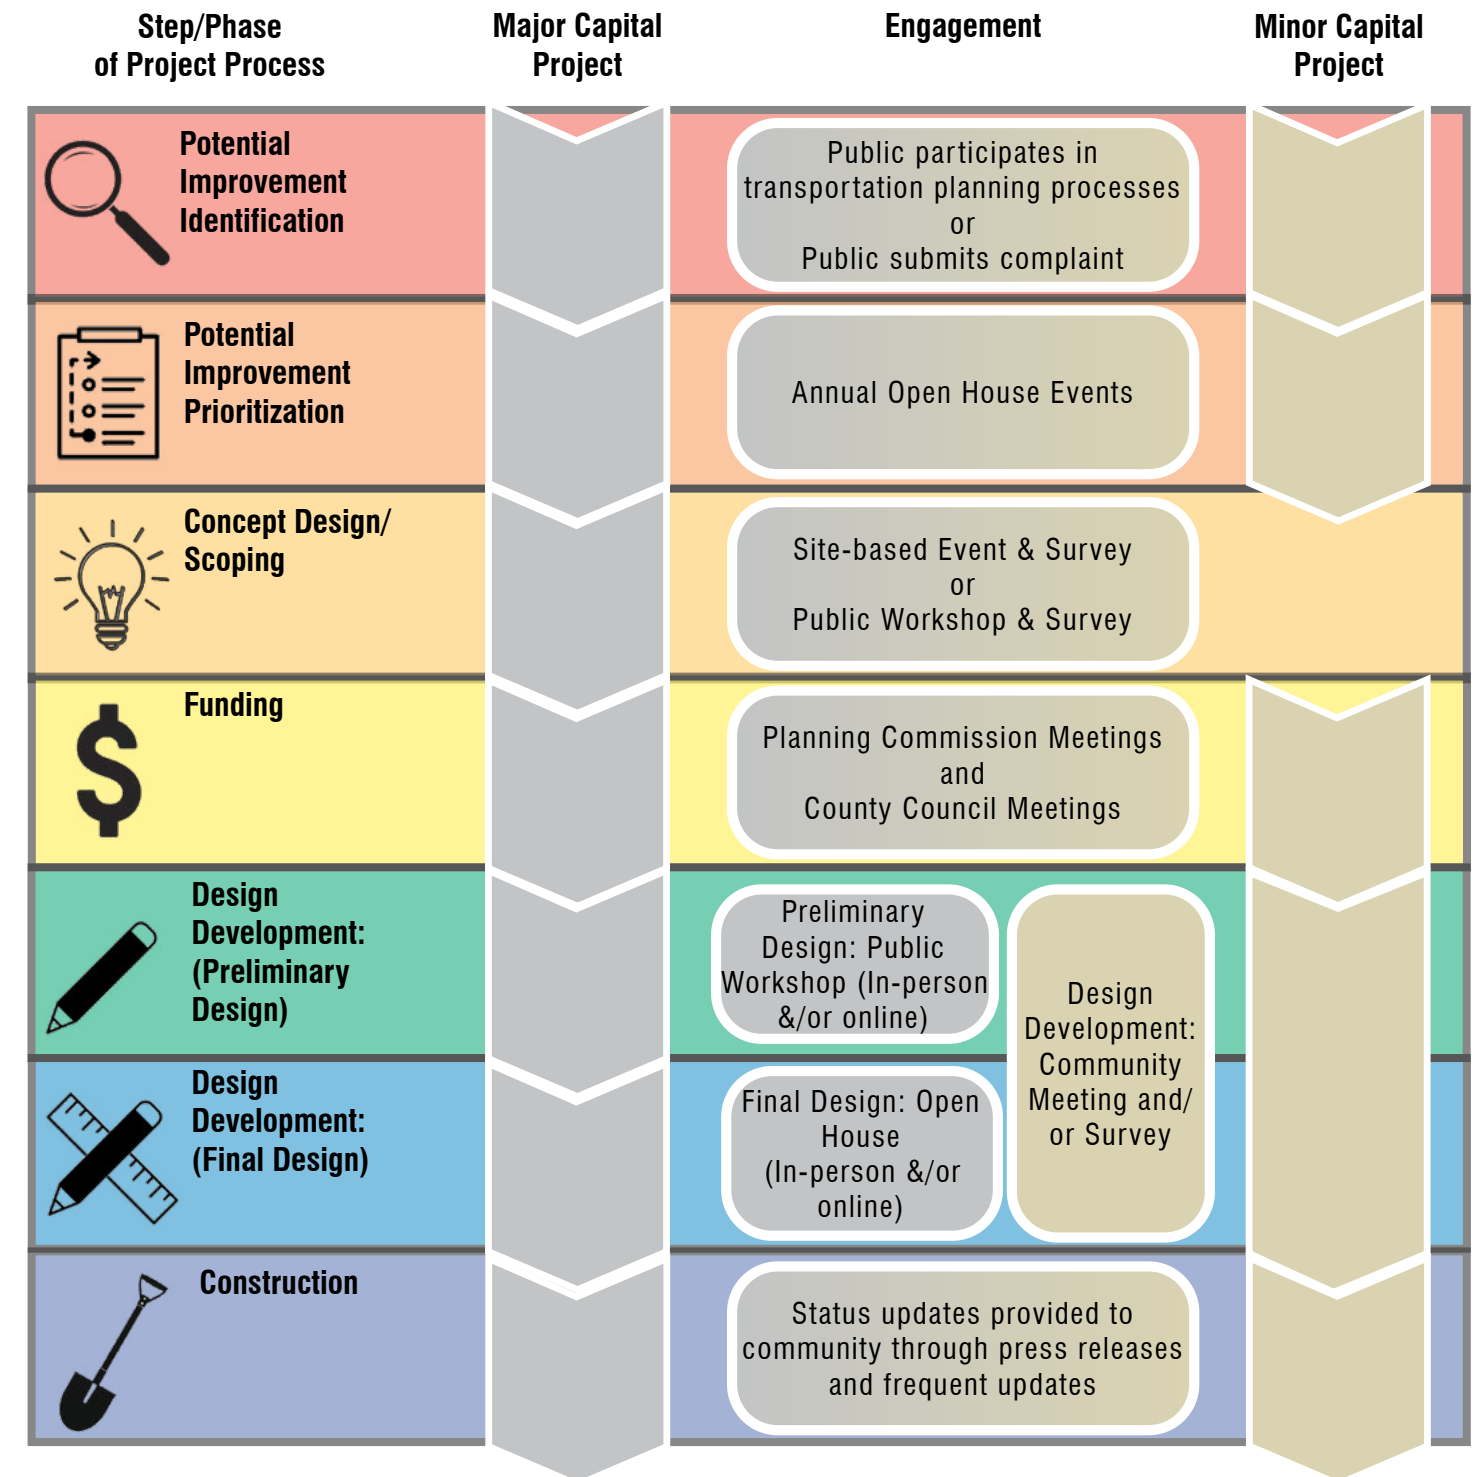 Step/Phase
of Project Process
Major Capital
Project
Engagement
Minor Capital
Project
Potential
Improvement
Identification
Public participates in
transportation planning processes
or
Public submits complaint
Potential
Improvement
Prioritization
Annual Open House Events
Concept Design/
Scoping
Site-based Event & Survey
or
Public Workshop & Survey
Funding
Planning Commission Meetings
and
County Council Meetings
Design
Development:
(Preliminary
Design)
Preliminary
Design: Public
Workshop (In-person
&/or online)
Design
Development:
Community
Meeting and/
or Survey
Design
Development:
(Final Design)
Final Design: Open
House
(In-person &/or
online)
Construction
Status updates provided to
community through press releases
and frequent updates